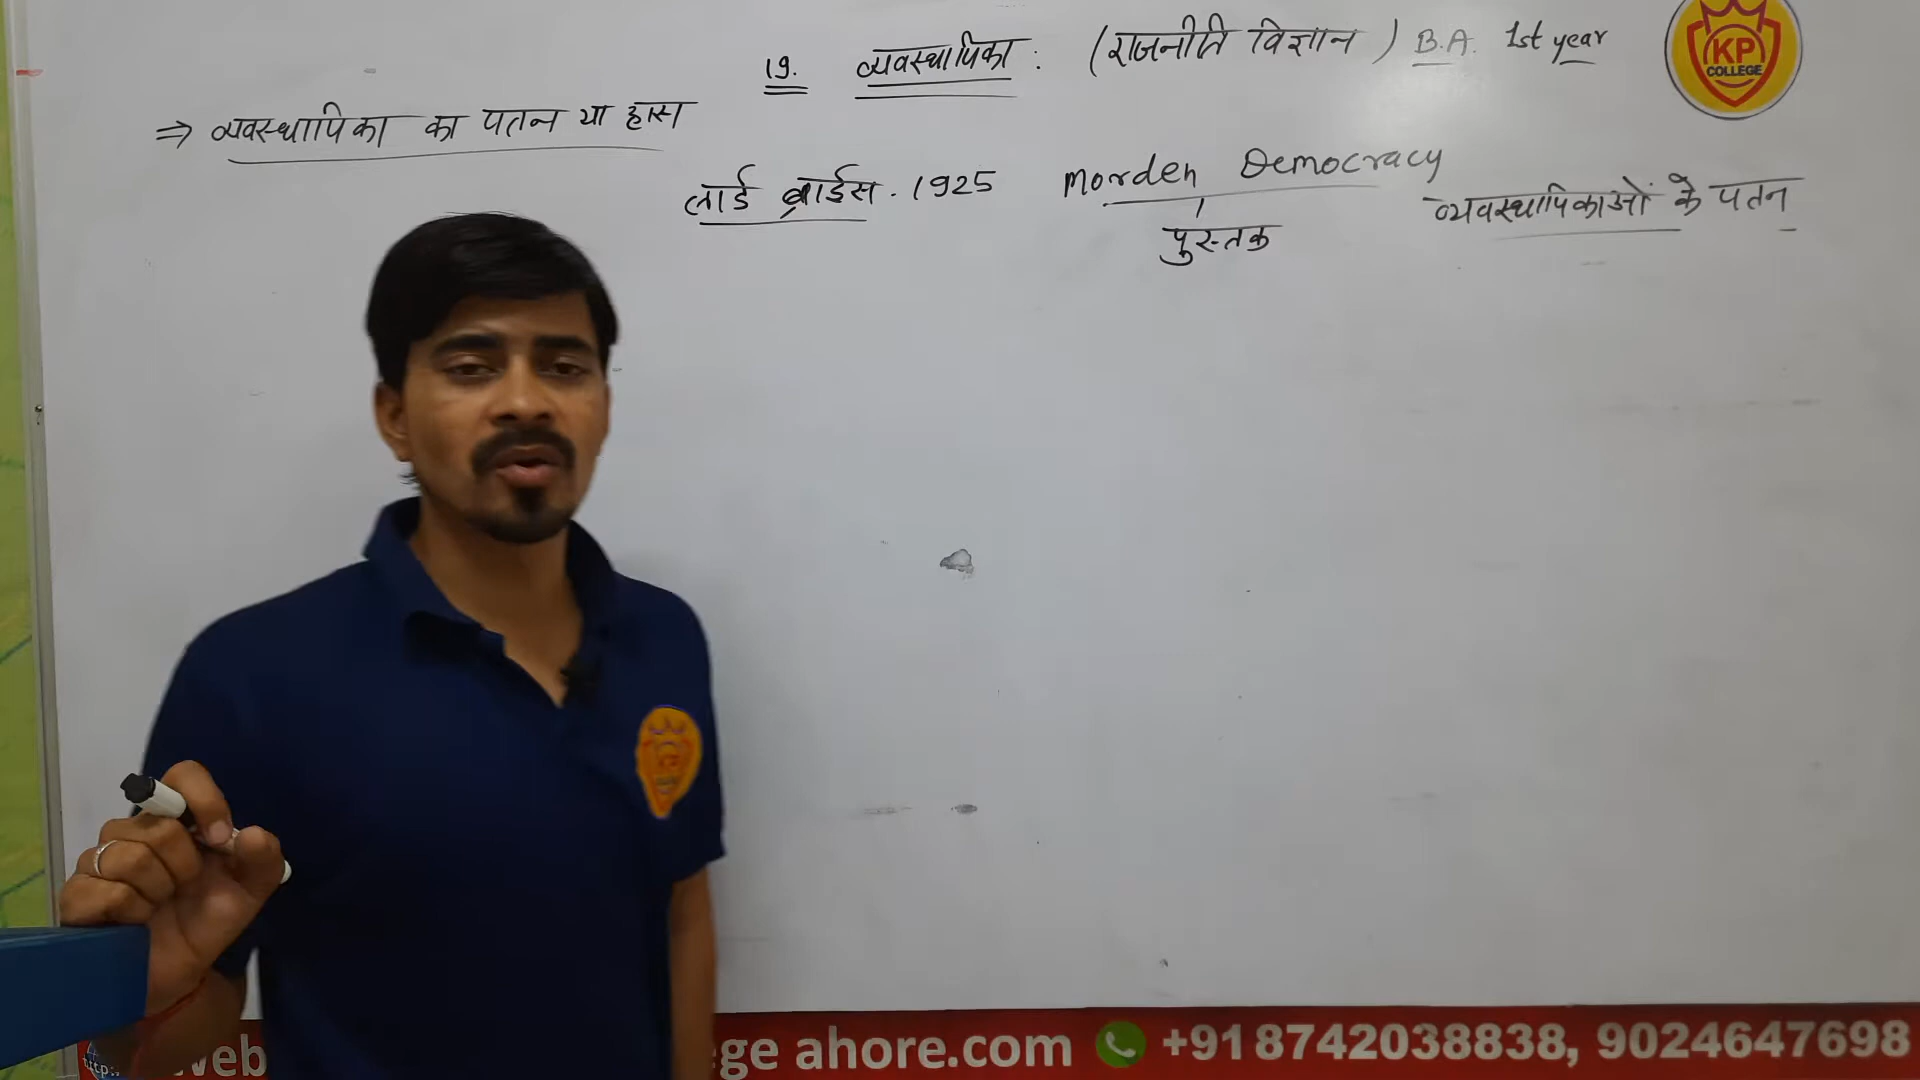 19. व्यवस्थापिका : (राजनीति विज्ञान) B.A. 1st year
KP
COLLEGE
⇒ व्यवस्थापिका का पतन या ह्रास
लार्ड ब्राईस . 1925 Morden Democracy व्यवस्थापिकाओं के पतन
पुस्तक
http:
ge ahore.com +91 8742038838, 9024647698